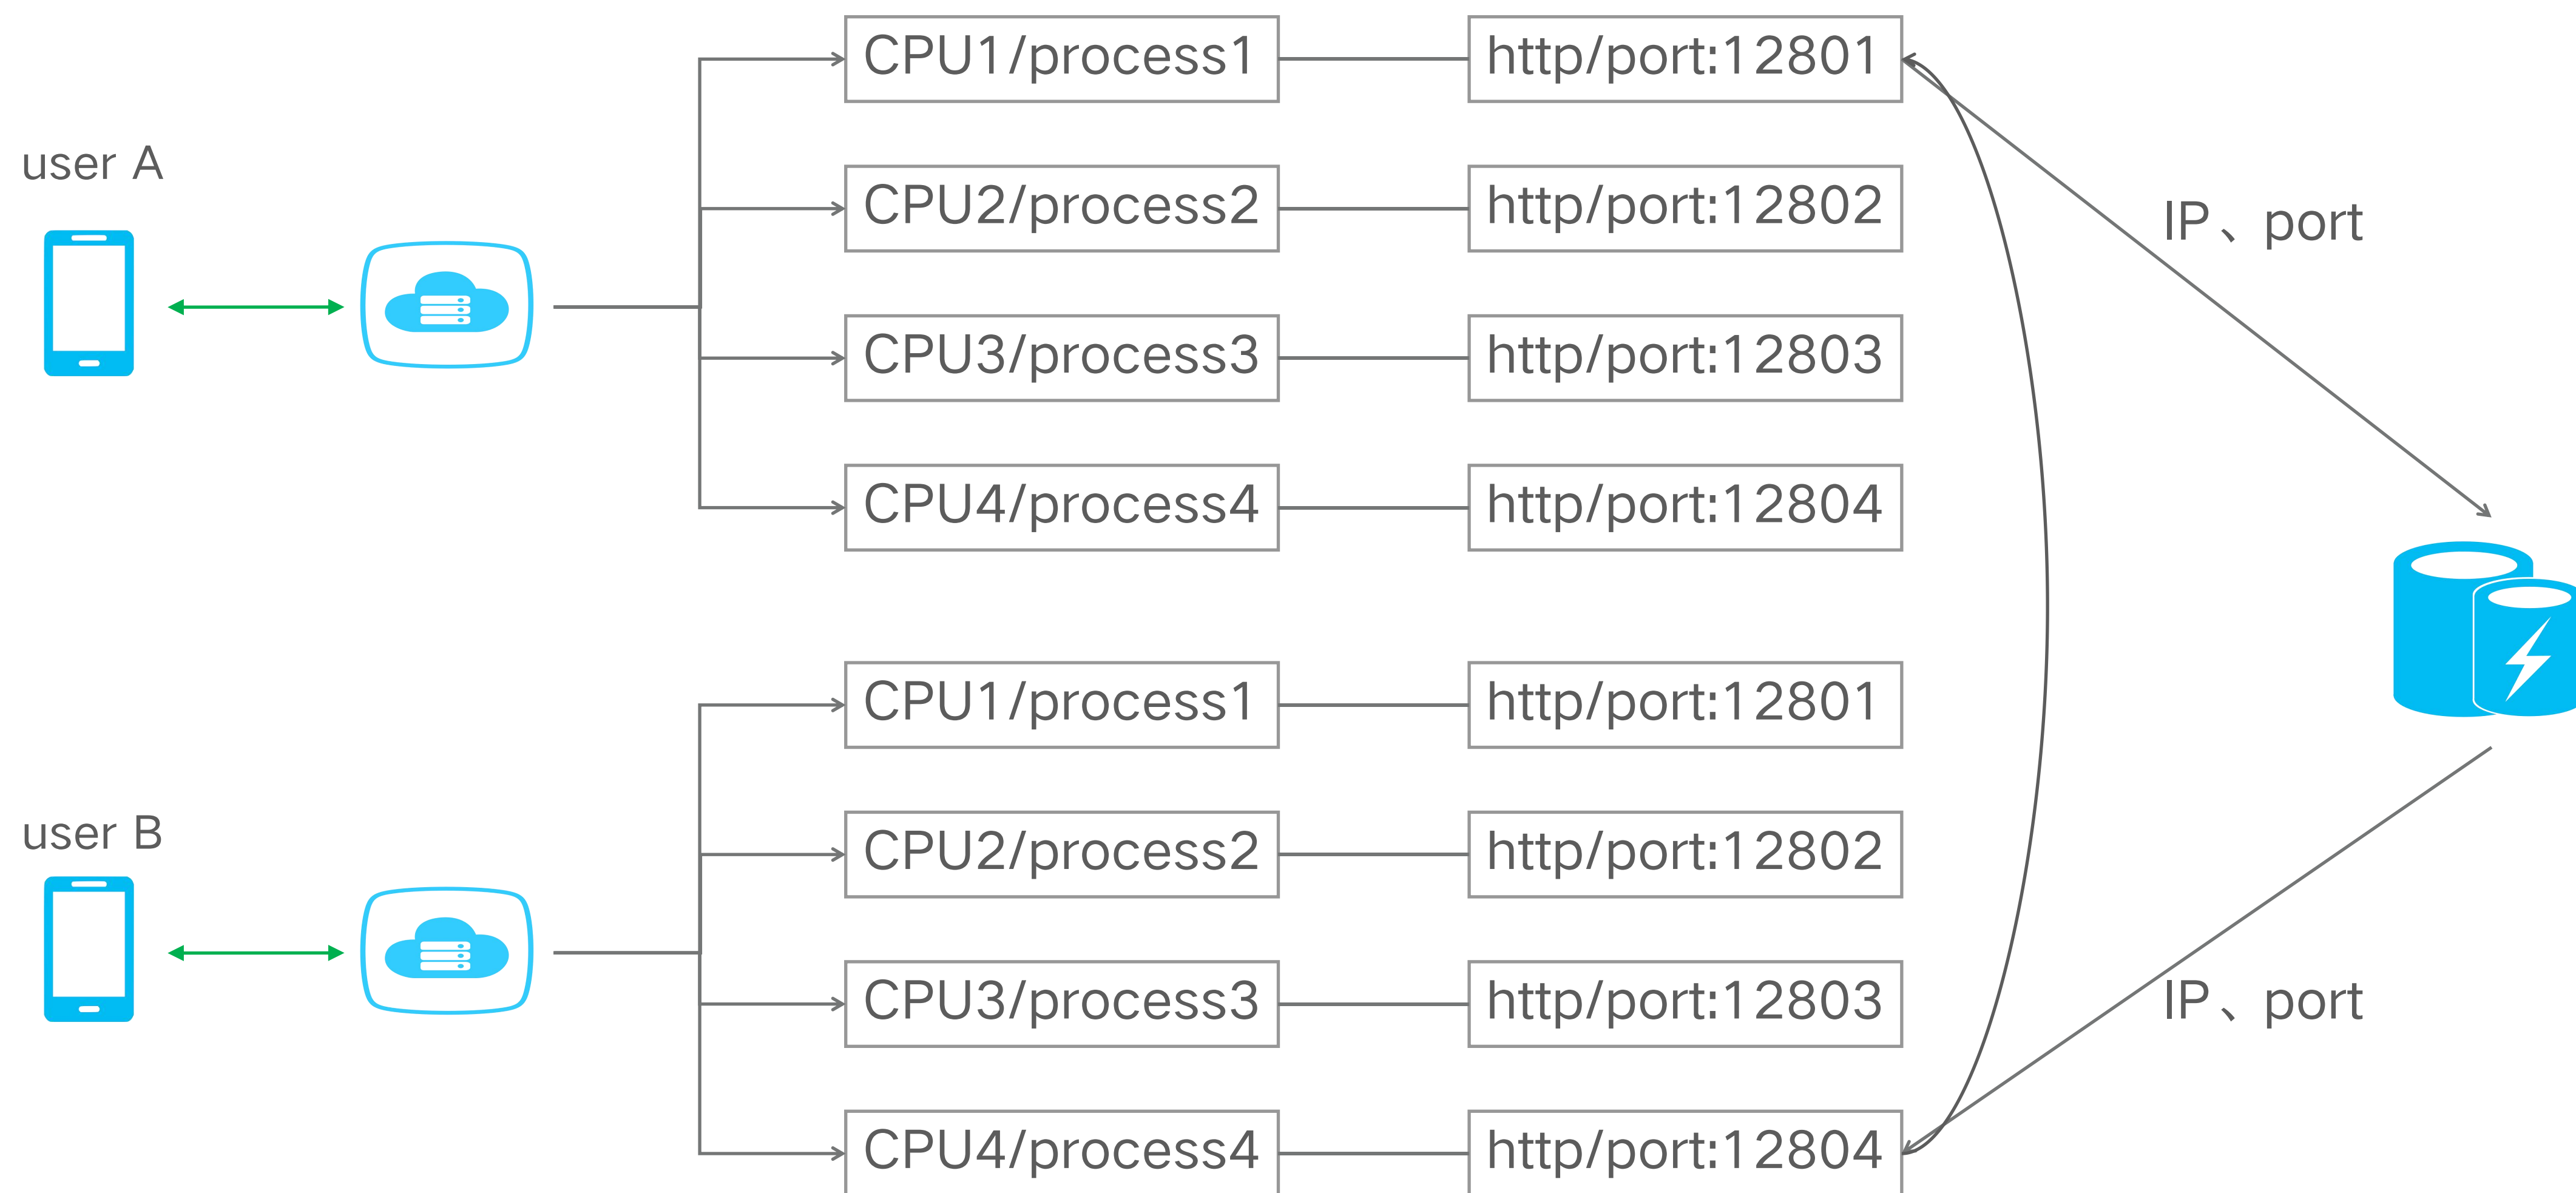 user A
CPU1/process1
http/port:12801
CPU2/process2
http/port:12802
CPU3/process3
http/port:12803
CPU4/process4
http/port:12804
IP、port
user B
CPU1/process1
http/port:12801
CPU2/process2
http/port:12802
CPU3/process3
http/port:12803
CPU4/process4
http/port:12804
IP、port